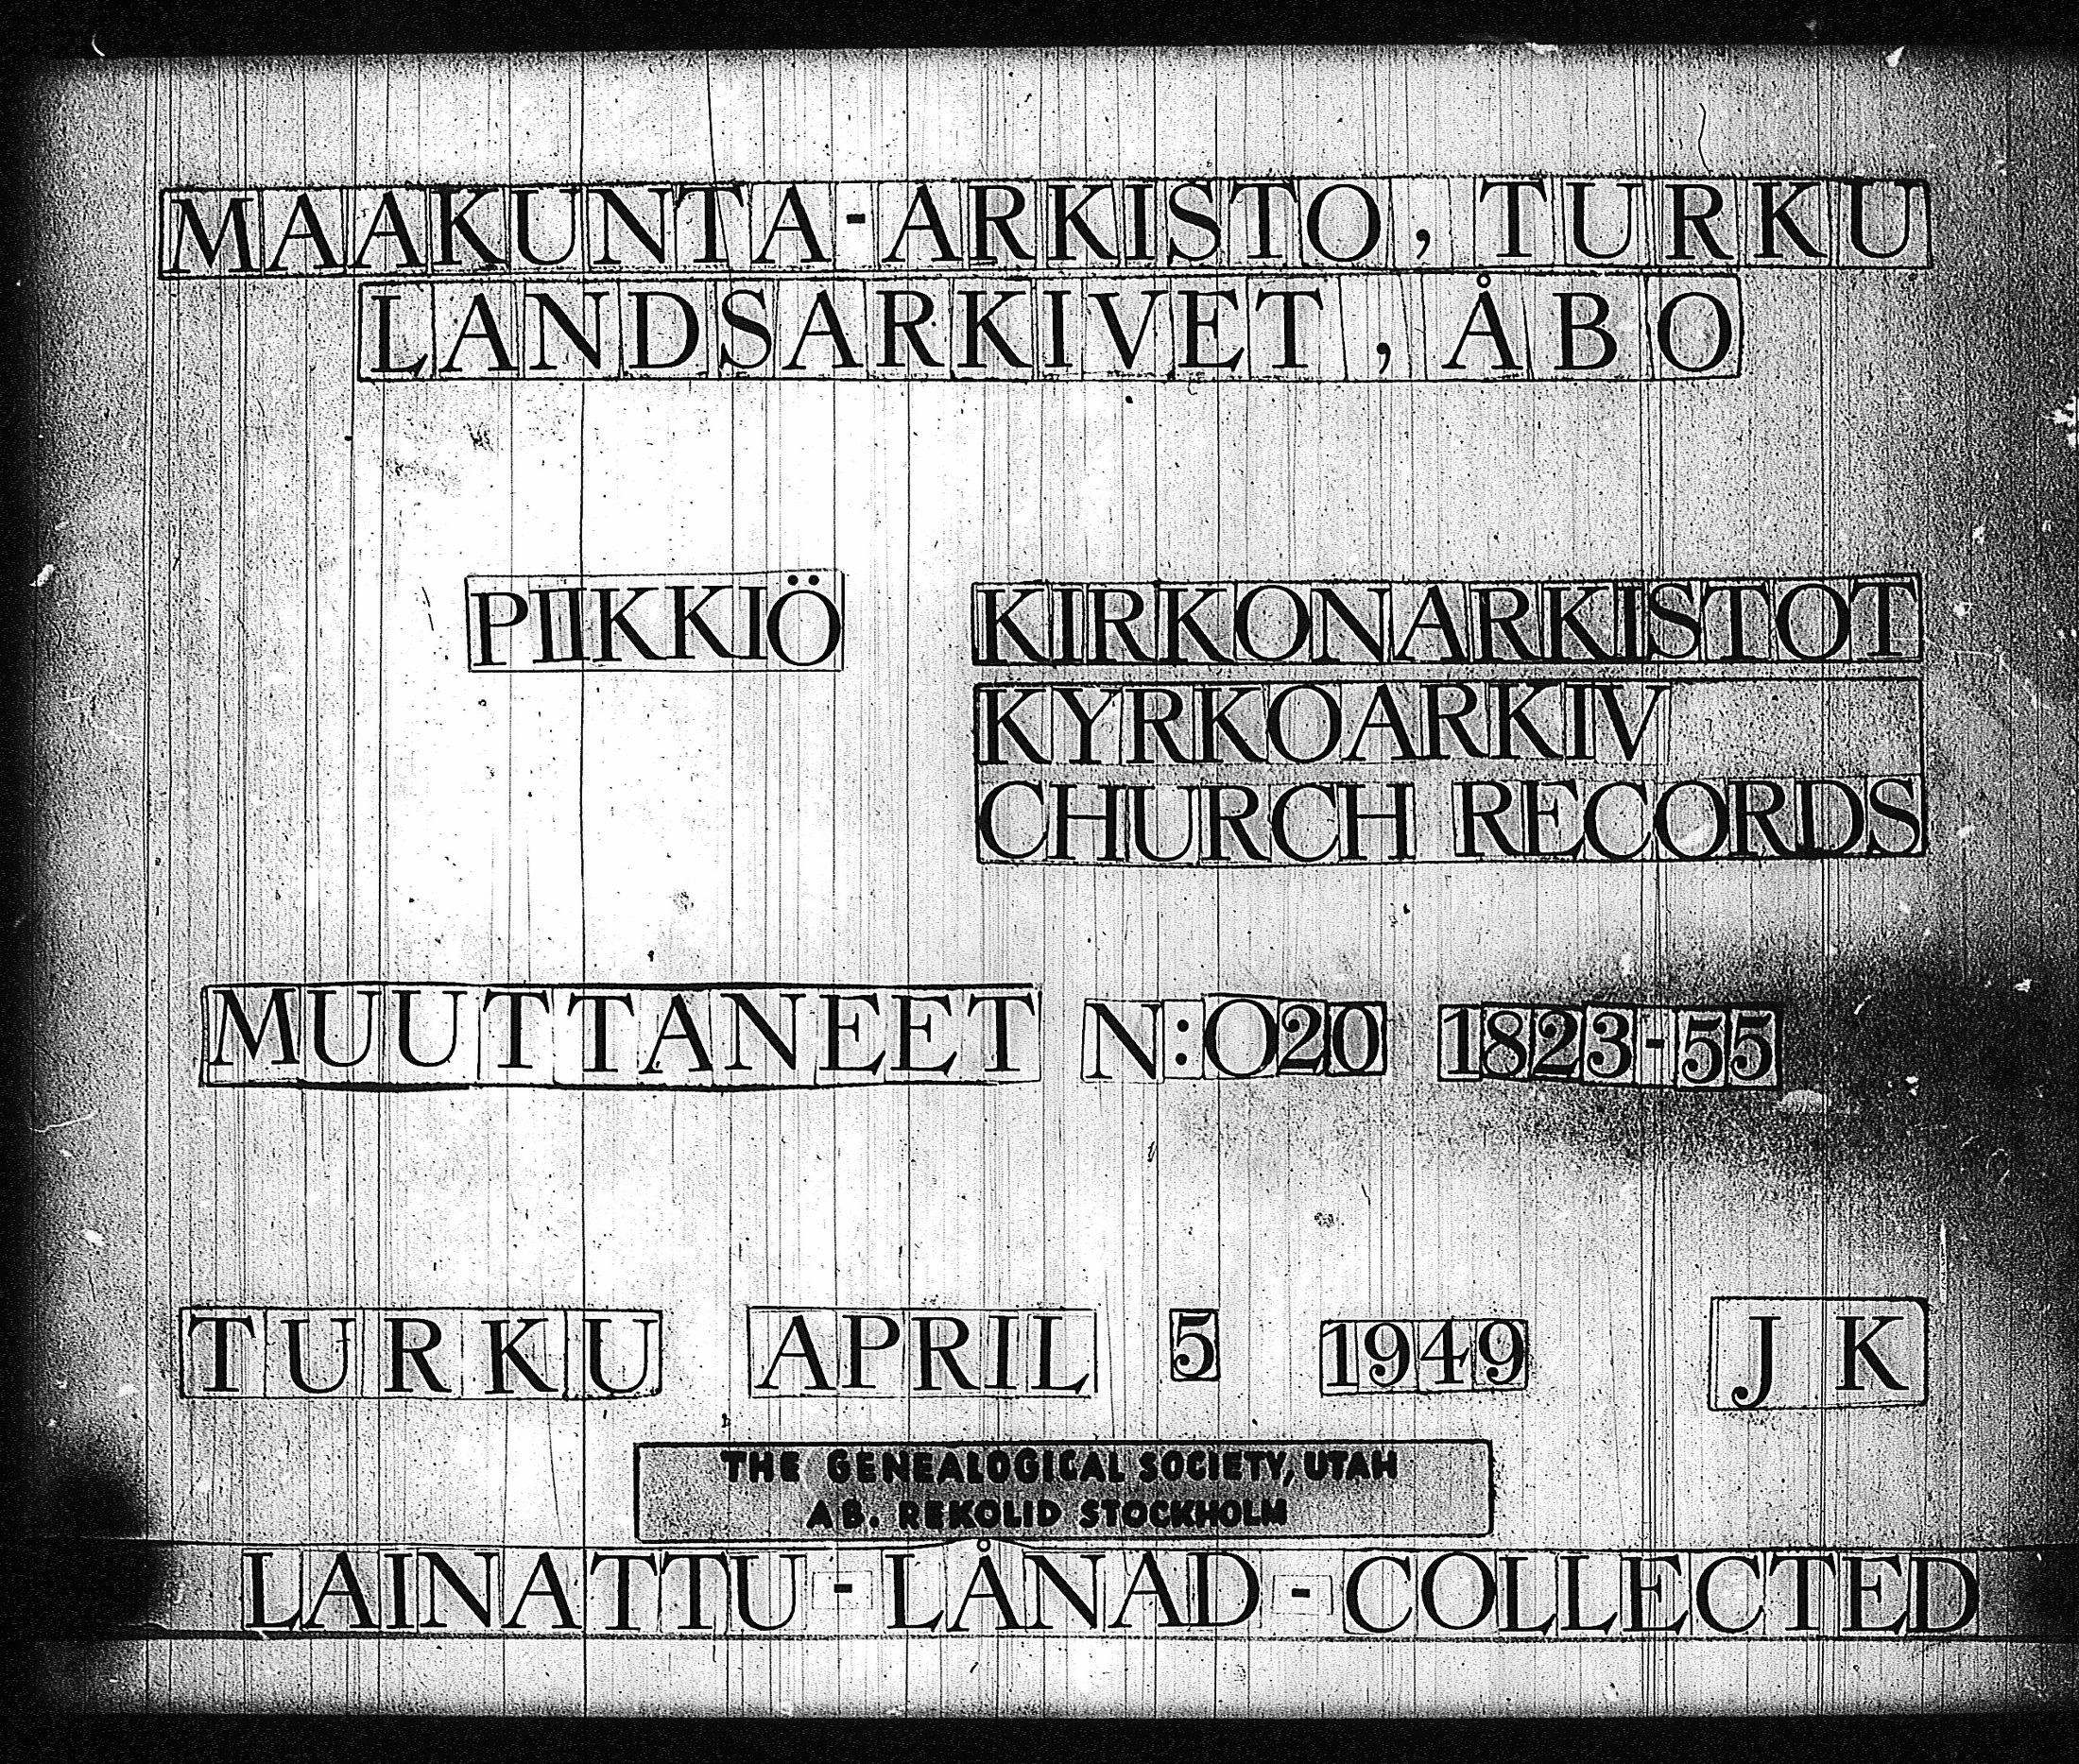 MAAKUNTA-ARKISTO, TURKU
LANDSARKIVET, ÅBO
PIIKKIÖ KIRKONARKISTOT
KYRKOARKIV
CHURCH RECORDS
MUUTTANEET N:O20 1823-55
TURKU APRIL 5 1949 J K
THE GENEALOGICAL SOCIETY, UTAH
AB. REKOLID STOCKHOLM
LAINATTU-LÅNAD-COLLECTED